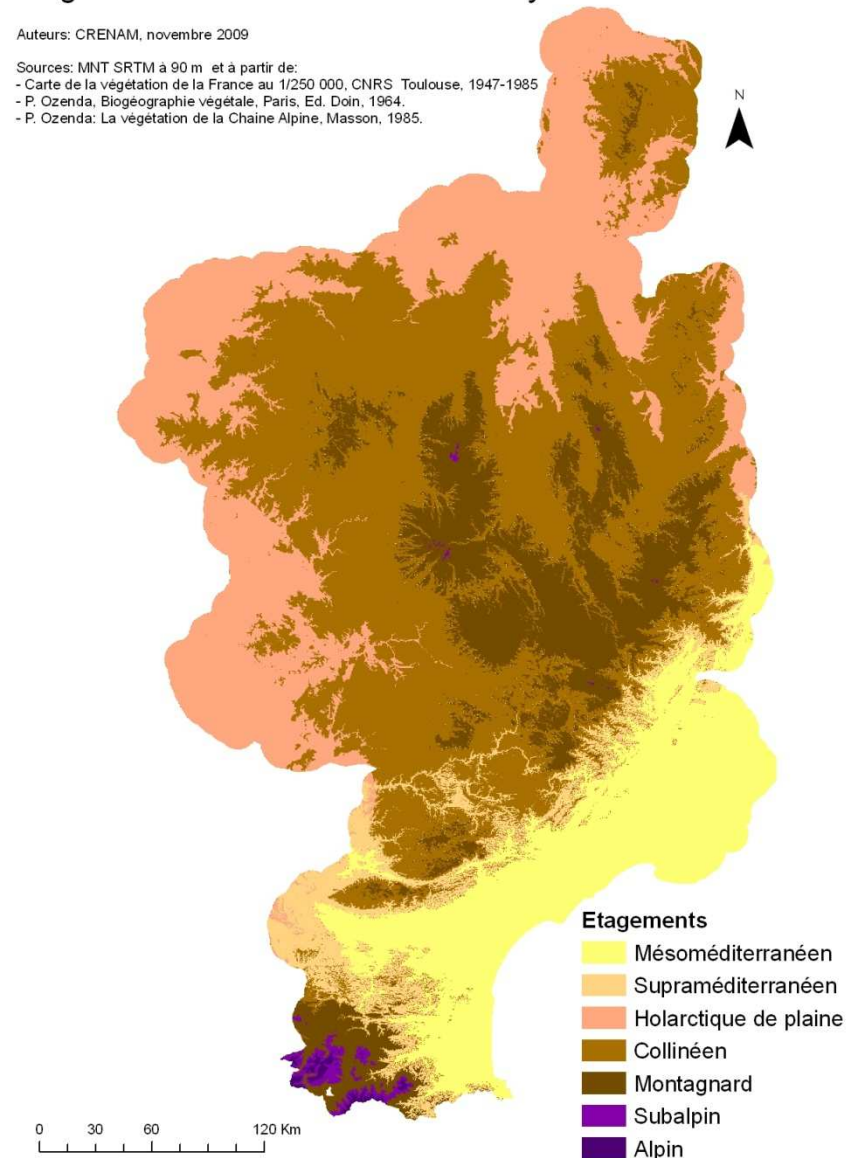 Auteurs: CRENAM, novembre 2009
Sources: MNT SRTM à 90 m et à partir de:
- Carte de la végétation de la France au 1/250 000, CNRS Toulouse, 1947-1985
- P. Ozenda, Biogéographie végétale, Paris, Ed. Doin, 1964.
- P. Ozenda: La végétation de la Chaine Alpine, Masson, 1985.
N
Etagements
Mésoméditerranéen
Supraméditerranéen
Holarctique de plaine
Collinéen
Montagnard
Subalpin
Alpin
0 30 60 120 Km